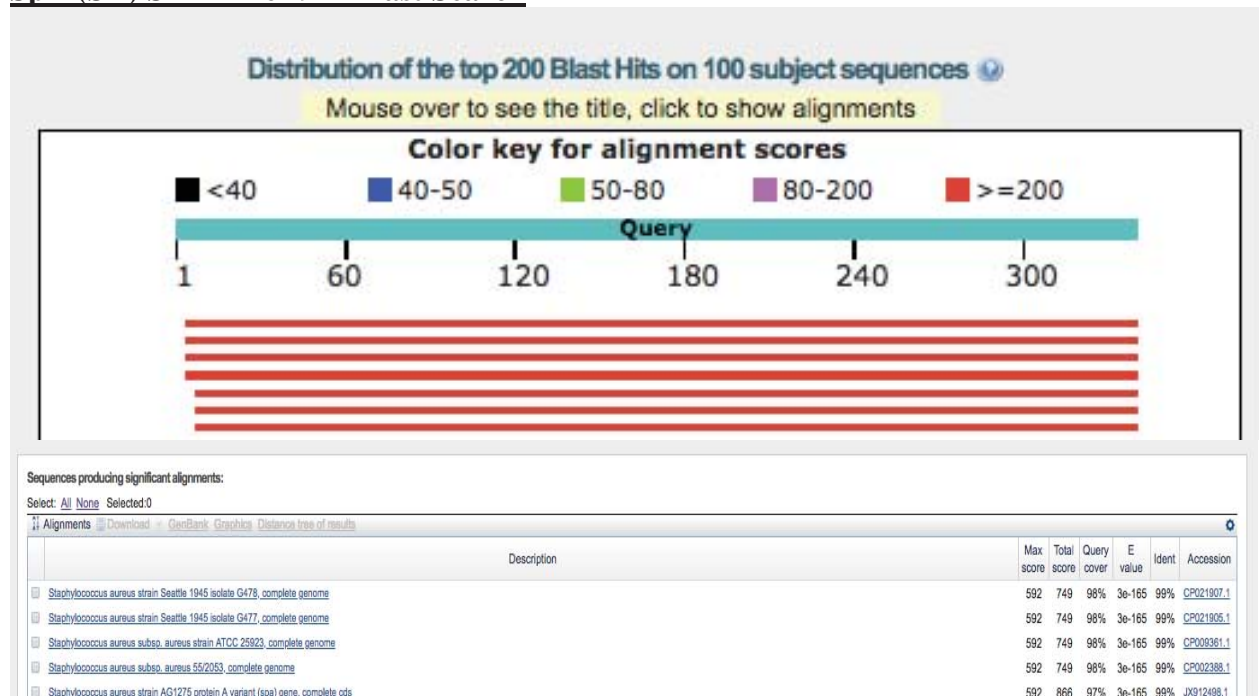 Distribution of the top 200 Blast Hits on 100 subject sequences
Mouse over to see the title, click to show alignments
Color key for alignment scores
<40 40-50 50-80 80-200 >=200
Query
1 60 120 180 240 300
Sequences producing significant alignments:
Select: All None Selected:0
Alignments Download GenBank Graphics Distance tree of results
Description Max score Total score Query cover E value Ident Accession
Staphylococcus aureus strain Seattle 1945 isolate G478, complete genome 592 749 98% 3e-165 99% CP021907.1
Staphylococcus aureus strain Seattle 1945 isolate G477, complete genome 592 749 98% 3e-165 99% CP021905.1
Staphylococcus aureus subsp. aureus strain ATCC 25923, complete genome 592 749 98% 3e-165 99% CP009361.1
Staphylococcus aureus subsp. aureus 55/2053, complete genome 592 749 98% 3e-165 99% CP002388.1
Staphylococcus aureus strain AG1275 protein A variant (spa) gene, complete cds 592 866 97% 3e-165 99% JX912498.1